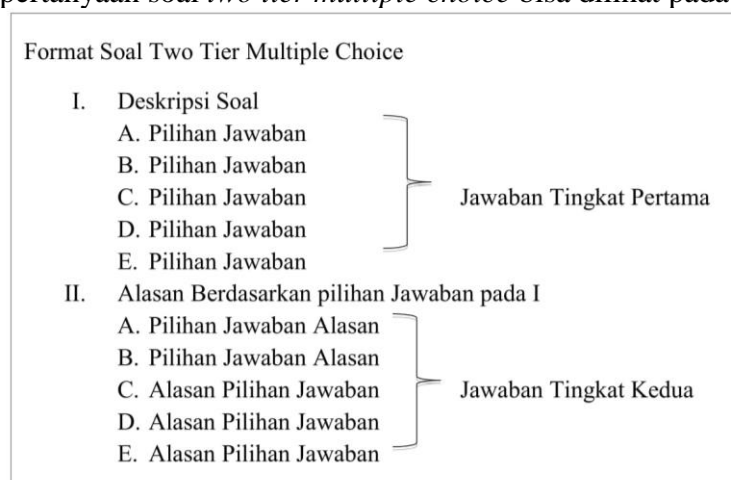 pertanyaan soal two tier multiple choice bisa dilihat pada
Format Soal Two Tier Multiple Choice
I. Deskripsi Soal
A. Pilihan Jawaban
B. Pilihan Jawaban
C. Pilihan Jawaban
Jawaban Tingkat Pertama
D. Pilihan Jawaban
E. Pilihan Jawaban
II. Alasan Berdasarkan pilihan Jawaban pada I
A. Pilihan Jawaban Alasan
B. Pilihan Jawaban Alasan
C. Alasan Pilihan Jawaban
Jawaban Tingkat Kedua
D. Alasan Pilihan Jawaban
E. Alasan Pilihan Jawaban